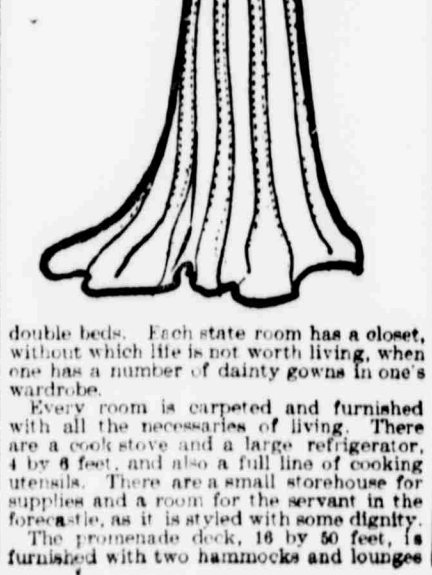 double beds. Each state room has a closet,
without which life is not worth living, when
one has a number of dainty gowns in one's
wardrobe.
Every room is carpeted and furnished
with all the necessaries of living. There
are a cook stove and a large refrigerator,
4 by 6 feet, and also a full line of cooking
utensils. There are a small storehouse for
supplies and a room for the servant in the
forecastle, as it is styled with some dignity.
The promenade deck, 16 by 50 feet, is
furnished with two hammocks and lounges